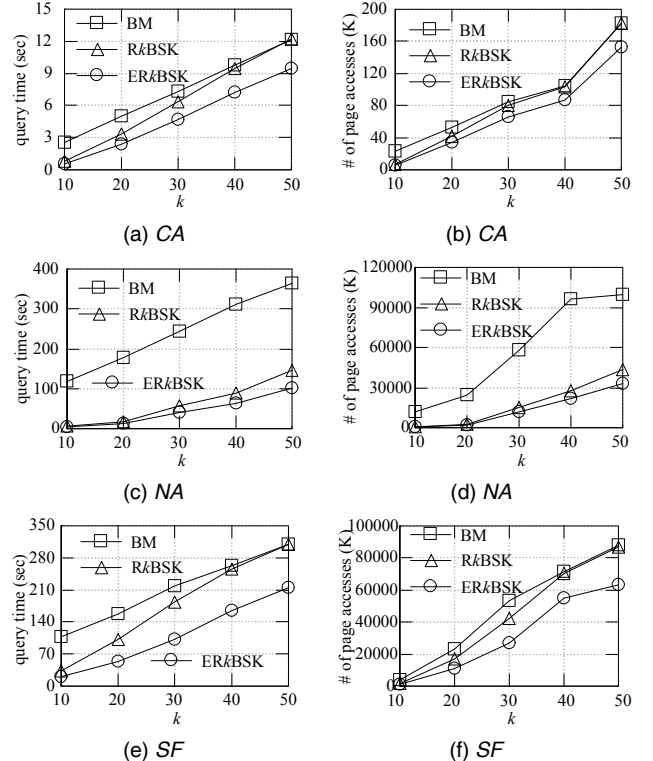 15
12
9
6
3
0
query time (sec)
BM
RkBSK
ERkBSK
10 20 30 40 50
k
(a) CA
200
160
120
80
40
0
# of page accesses (K)
BM
RkBSK
ERkBSK
10 20 30 40 50
k
(b) CA
400
300
200
100
0
query time (sec)
BM
RkBSK
ERkBSK
10 20 30 40 50
k
(c) NA
120000
90000
60000
30000
0
# of page accesses (K)
BM
RkBSK
ERkBSK
10 20 30 40 50
k
(d) NA
350
280
210
140
70
0
query time (sec)
BM
RkBSK
ERkBSK
10 20 30 40 50
k
(e) SF
100000
80000
60000
40000
20000
0
# of page accesses (K)
BM
RkBSK
ERkBSK
10 20 30 40 50
k
(f) SF